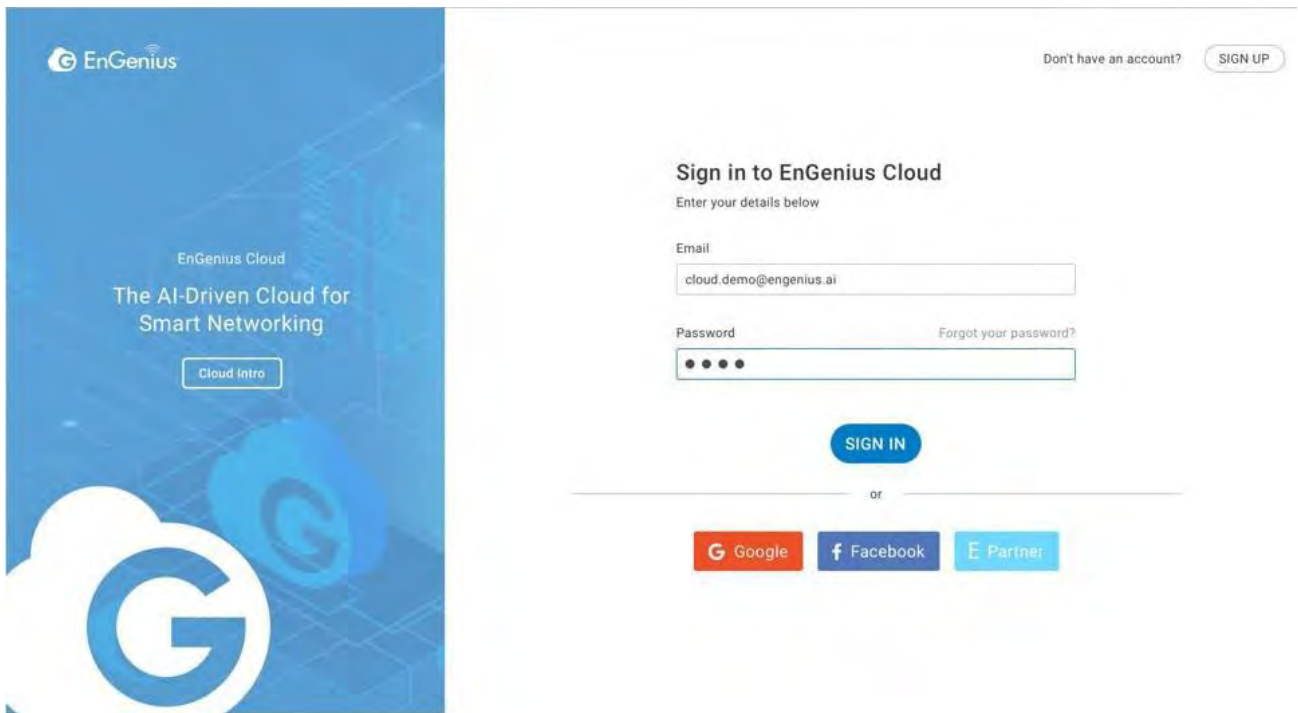 EnGenius
Don't have an account? SIGN UP
EnGenius Cloud
The AI-Driven Cloud for
Smart Networking
Cloud Intro
Sign in to EnGenius Cloud
Enter your details below
Email
cloud.demo@engenius.ai
Password Forgot your password?
SIGN IN
or
G Google
f Facebook
E Partner